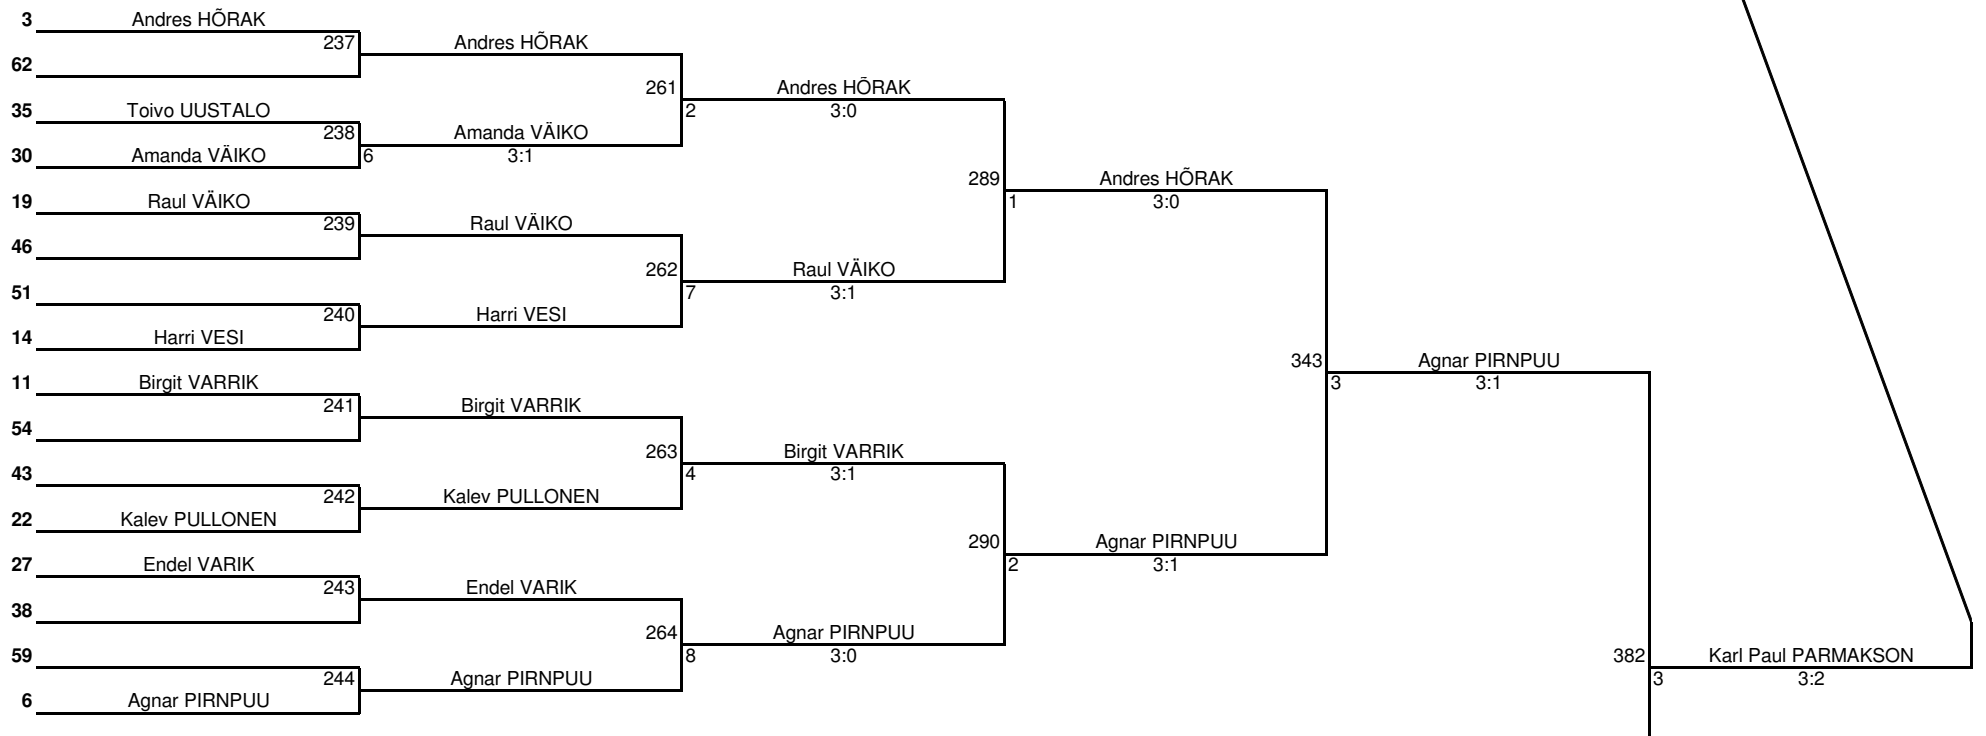 3 Andres HÕRAK
237 Andres HÕRAK
62
261 Andres HÕRAK
35 Toivo UUSTALO
2 3:0
238 Amanda VÄIKO
30 Amanda VÄIKO
6 3:1
289 Andres HÕRAK
19 Raul VÄIKO
1 3:0
239 Raul VÄIKO
46
262 Raul VÄIKO
51
7 3:1
240 Harri VESI
14 Harri VESI
343 Agnar PIRNPUU
11 Birgit VARRIK
3 3:1
241 Birgit VARRIK
54
263 Birgit VARRIK
43
4 3:1
242 Kalev PULLONEN
22 Kalev PULLONEN
290 Agnar PIRNPUU
27 Endel VARIK
2 3:1
243 Endel VARIK
38
264 Agnar PIRNPUU
59
8 3:0
382 Karl Paul PARMAKSON
244 Agnar PIRNPUU
3 3:2
6 Agnar PIRNPUU